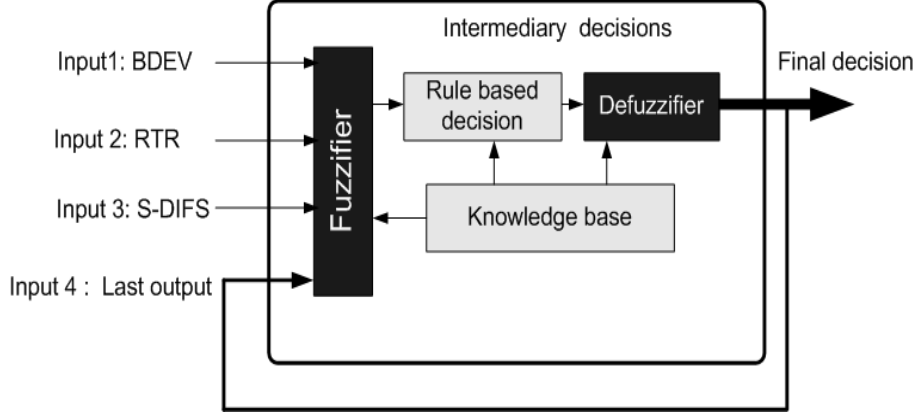 Intermediary decisions
Input1: BDEV
Input 2: RTR
Input 3: S-DIFS
Input 4 : Last output
Fuzzifier
Rule based
decision
Defuzzifier
Knowledge base
Final decision